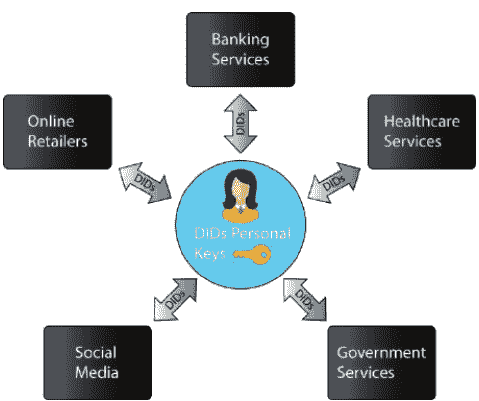 Banking
Services
DIDs
Online
Retailers
DIDs
Healthcare
Services
DIDs
DIDs Personal
Keys
DIDs
Social
Media
DIDs
Government
Services